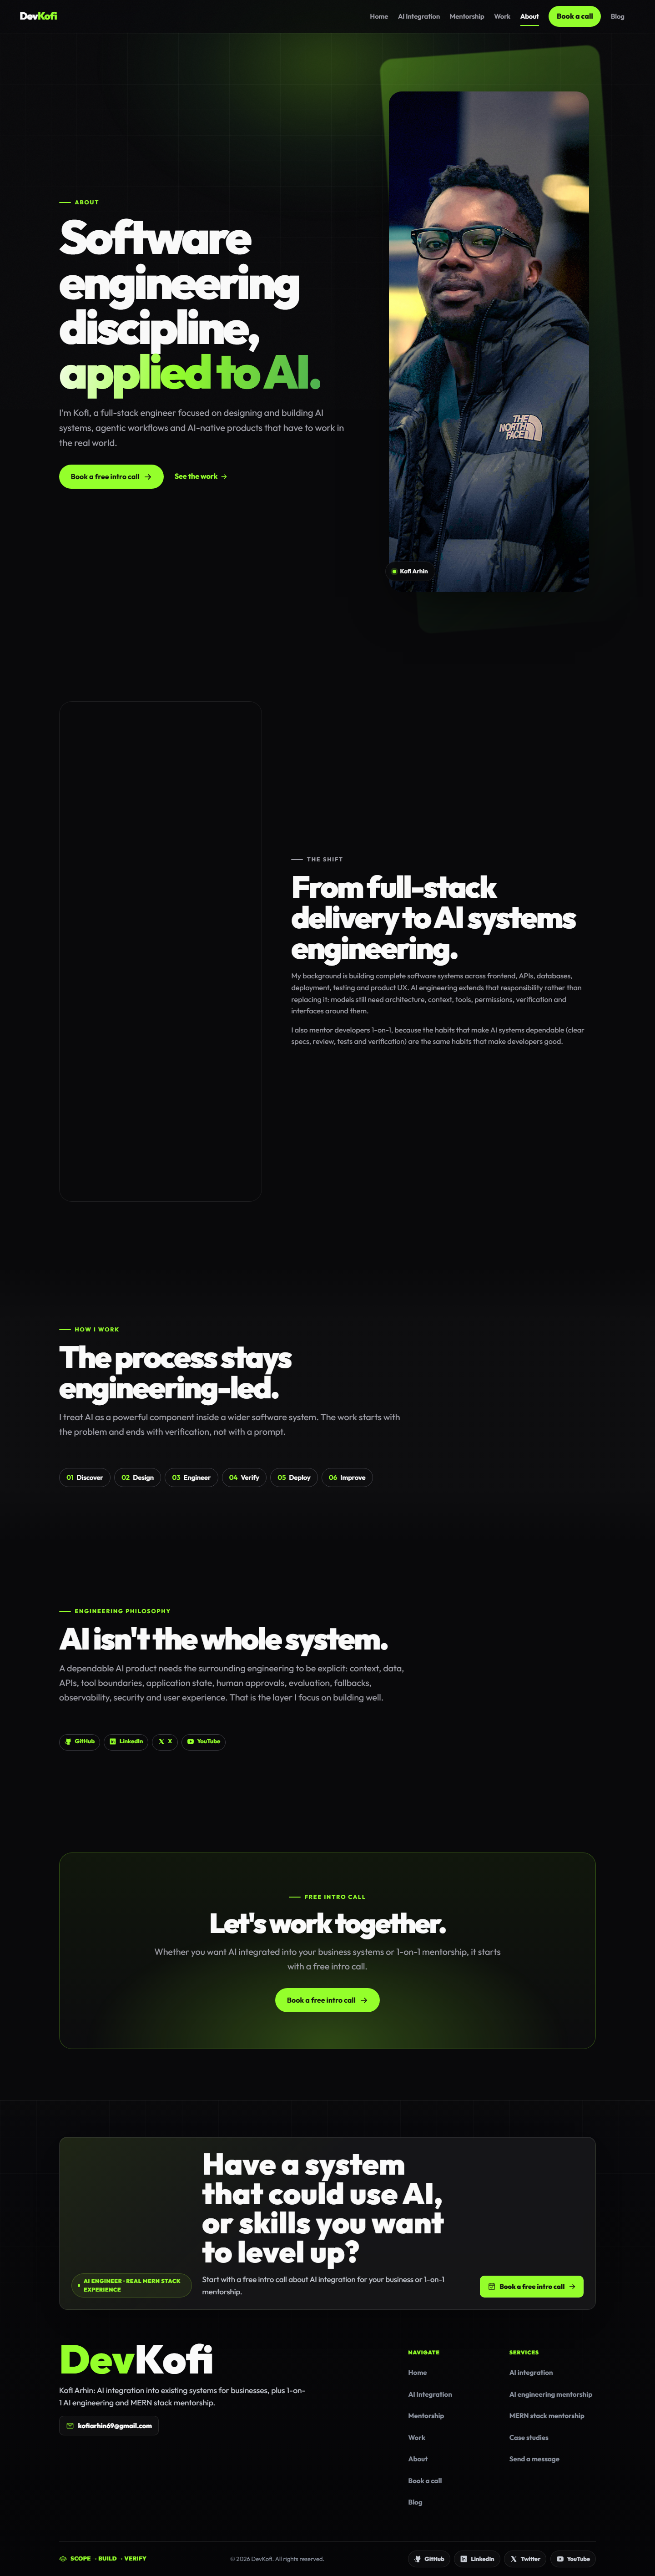 DevKofi
Home AI Integration Mentorship Work About Book a call Blog
ABOUT
Software
engineering
discipline,
applied to AI.
I'm Kofi, a full-stack engineer focused on designing and building AI
systems, agentic workflows and AI-native products that have to work in
the real world.
Book a free intro call → See the work →
THE NORTH FACE
Kofi Arhin
THE SHIFT
From full-stack
delivery to AI systems
engineering.
My background is building complete software systems across frontend, APIs, databases,
deployment, testing and product UX. AI engineering extends that responsibility rather than
replacing it: models still need architecture, context, tools, permissions, verification and
interfaces around them.
I also mentor developers 1-on-1, because the habits that make AI systems dependable (clear
specs, review, tests and verification) are the same habits that make developers good.
HOW I WORK
The process stays
engineering-led.
I treat AI as a powerful component inside a wider software system. The work starts with
the problem and ends with verification, not with a prompt.
01 Discover 02 Design 03 Engineer 04 Verify 05 Deploy 06 Improve
ENGINEERING PHILOSOPHY
AI isn't the whole system.
A dependable AI product needs the surrounding engineering to be explicit: context, data,
APIs, tool boundaries, application state, human approvals, evaluation, fallbacks,
observability, security and user experience. That is the layer I focus on building well.
GitHub LinkedIn X YouTube
FREE INTRO CALL
Let's work together.
Whether you want AI integrated into your business systems or 1-on-1 mentorship, it starts
with a free intro call.
Book a free intro call →
AI ENGINEER · REAL MERN STACK
EXPERIENCE
Have a system
that could use AI,
or skills you want
to level up?
Start with a free intro call about AI integration for your business or 1-on-1
mentorship.
Book a free intro call →
DevKofi
Kofi Arhin: AI integration into existing systems for businesses, plus 1-on-
1 AI engineering and MERN stack mentorship.
kofiarhin69@gmail.com
NAVIGATE
Home
AI Integration
Mentorship
Work
About
Book a call
Blog
SERVICES
AI integration
AI engineering mentorship
MERN stack mentorship
Case studies
Send a message
SCOPE → BUILD → VERIFY
© 2026 DevKofi. All rights reserved.
GitHub LinkedIn Twitter YouTube